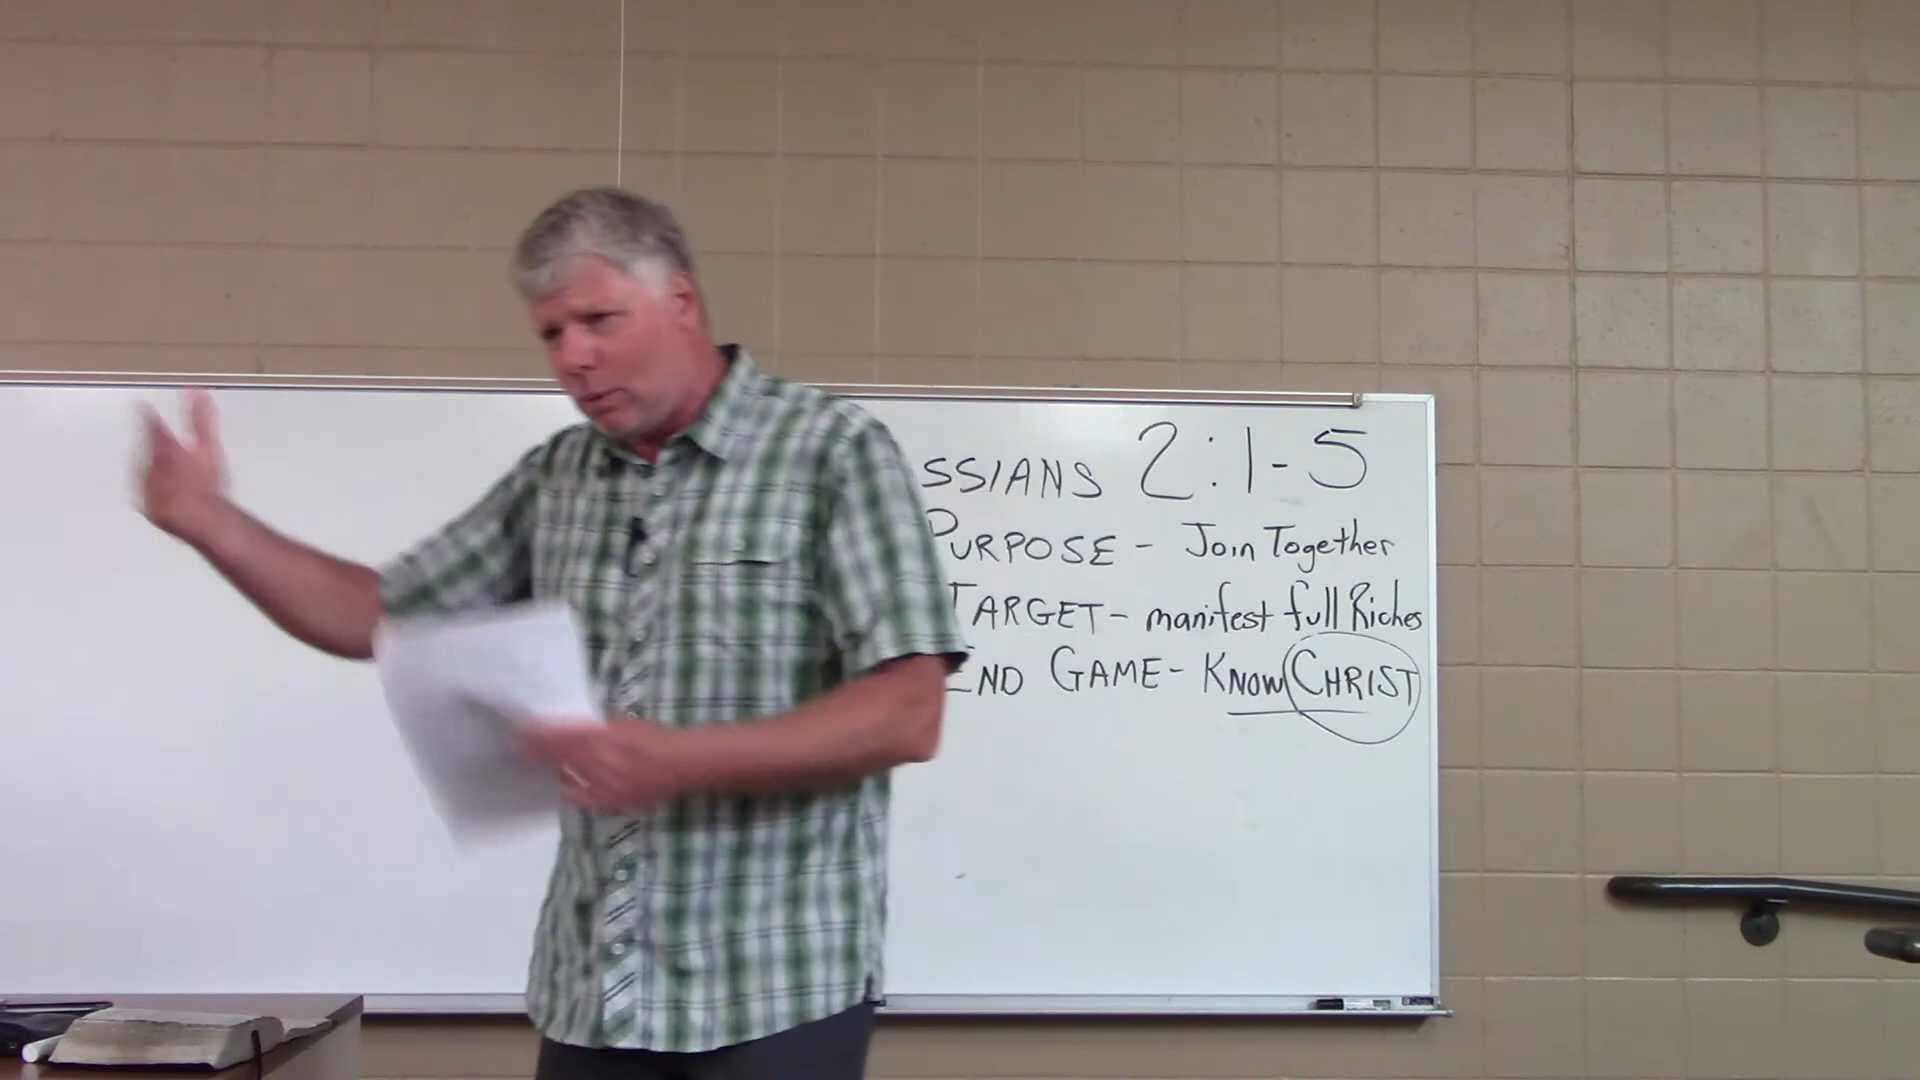 SSIANS 2:1-5
PURPOSE - Join Together
TARGET - manifest full Riches
END GAME - KNOW CHRIST